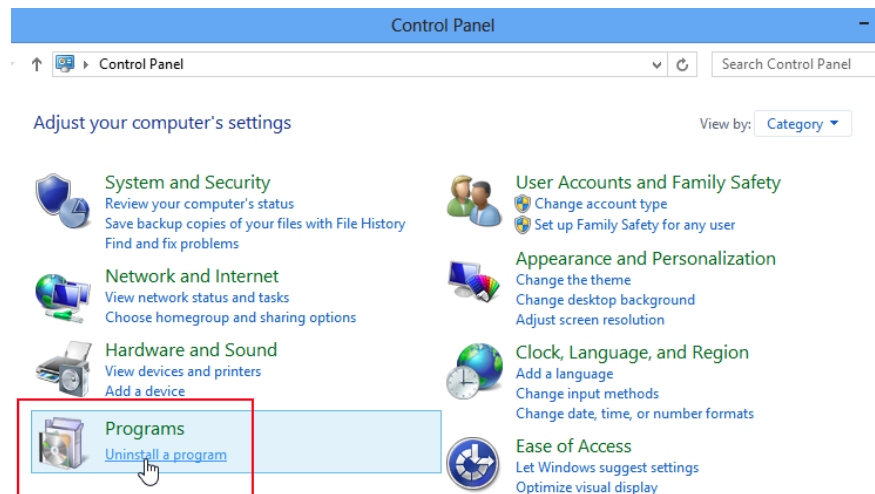 Control Panel
Control Panel
Search Control Panel
Adjust your computer's settings
View by: Category
System and Security
Review your computer's status
Save backup copies of your files with File History
Find and fix problems
Network and Internet
View network status and tasks
Choose homegroup and sharing options
Hardware and Sound
View devices and printers
Add a device
Programs
Uninstall a program
User Accounts and Family Safety
Change account type
Set up Family Safety for any user
Appearance and Personalization
Change the theme
Change desktop background
Adjust screen resolution
Clock, Language, and Region
Add a language
Change input methods
Change date, time, or number formats
Ease of Access
Let Windows suggest settings
Optimize visual display